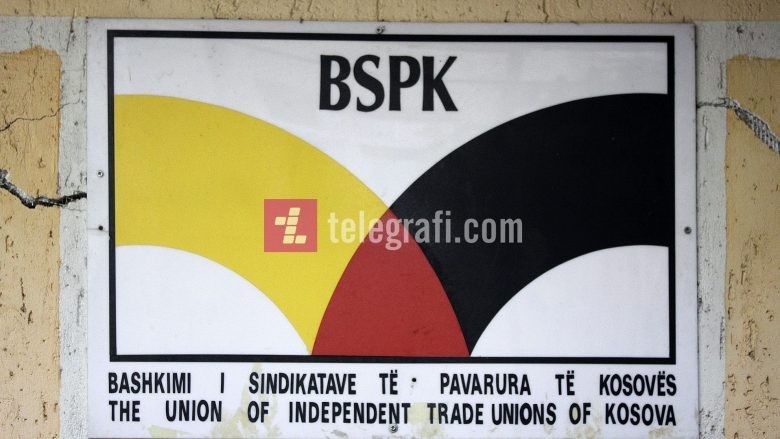 BSPK
telegrafi.com
BASHKIMI I SINDIKATAVE TË PAVARURA TË KOSOVËS
THE UNION OF INDEPENDENT TRADE UNIONS OF KOSOVA